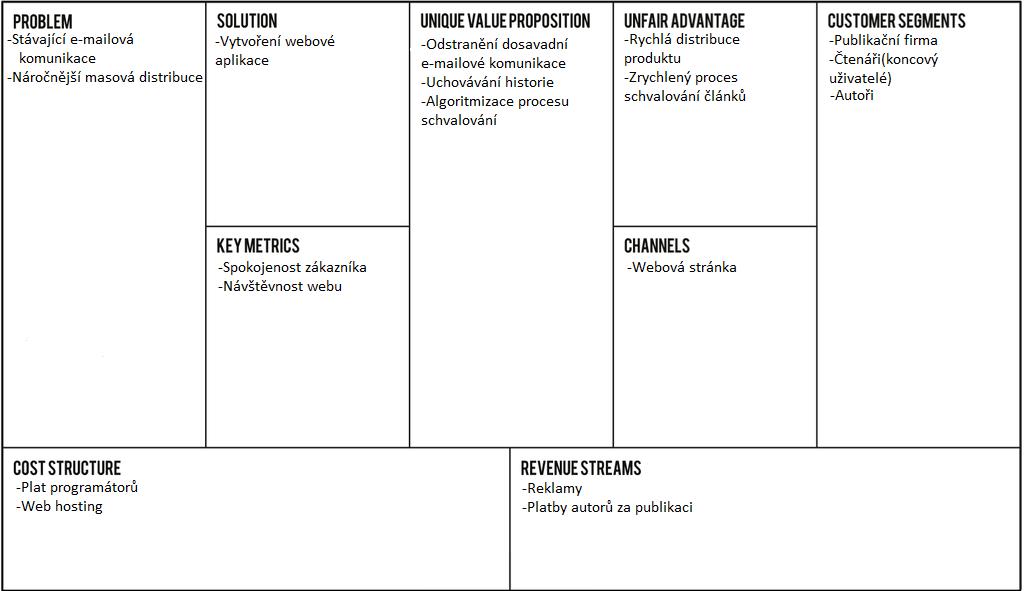 PROBLEM
-Stávající e-mailová
komunikace
-Náročnější masová distribuce
SOLUTION
-Vytvoření webové
aplikace
KEY METRICS
-Spokojenost zákazníka
-Návštěvnost webu
UNIQUE VALUE PROPOSITION
-Odstranění dosavadní
e-mailové komunikace
-Uchovávání historie
-Algoritmizace procesu
schvalování
UNFAIR ADVANTAGE
-Rychlá distribuce
produktu
-Zrychlený proces
schvalování článků
CHANNELS
-Webová stránka
CUSTOMER SEGMENTS
-Publikační firma
-Čtenáři(koncový
uživatelé)
-Autoři
COST STRUCTURE
-Plat programátorů
-Web hosting
REVENUE STREAMS
-Reklamy
-Platby autorů za publikaci